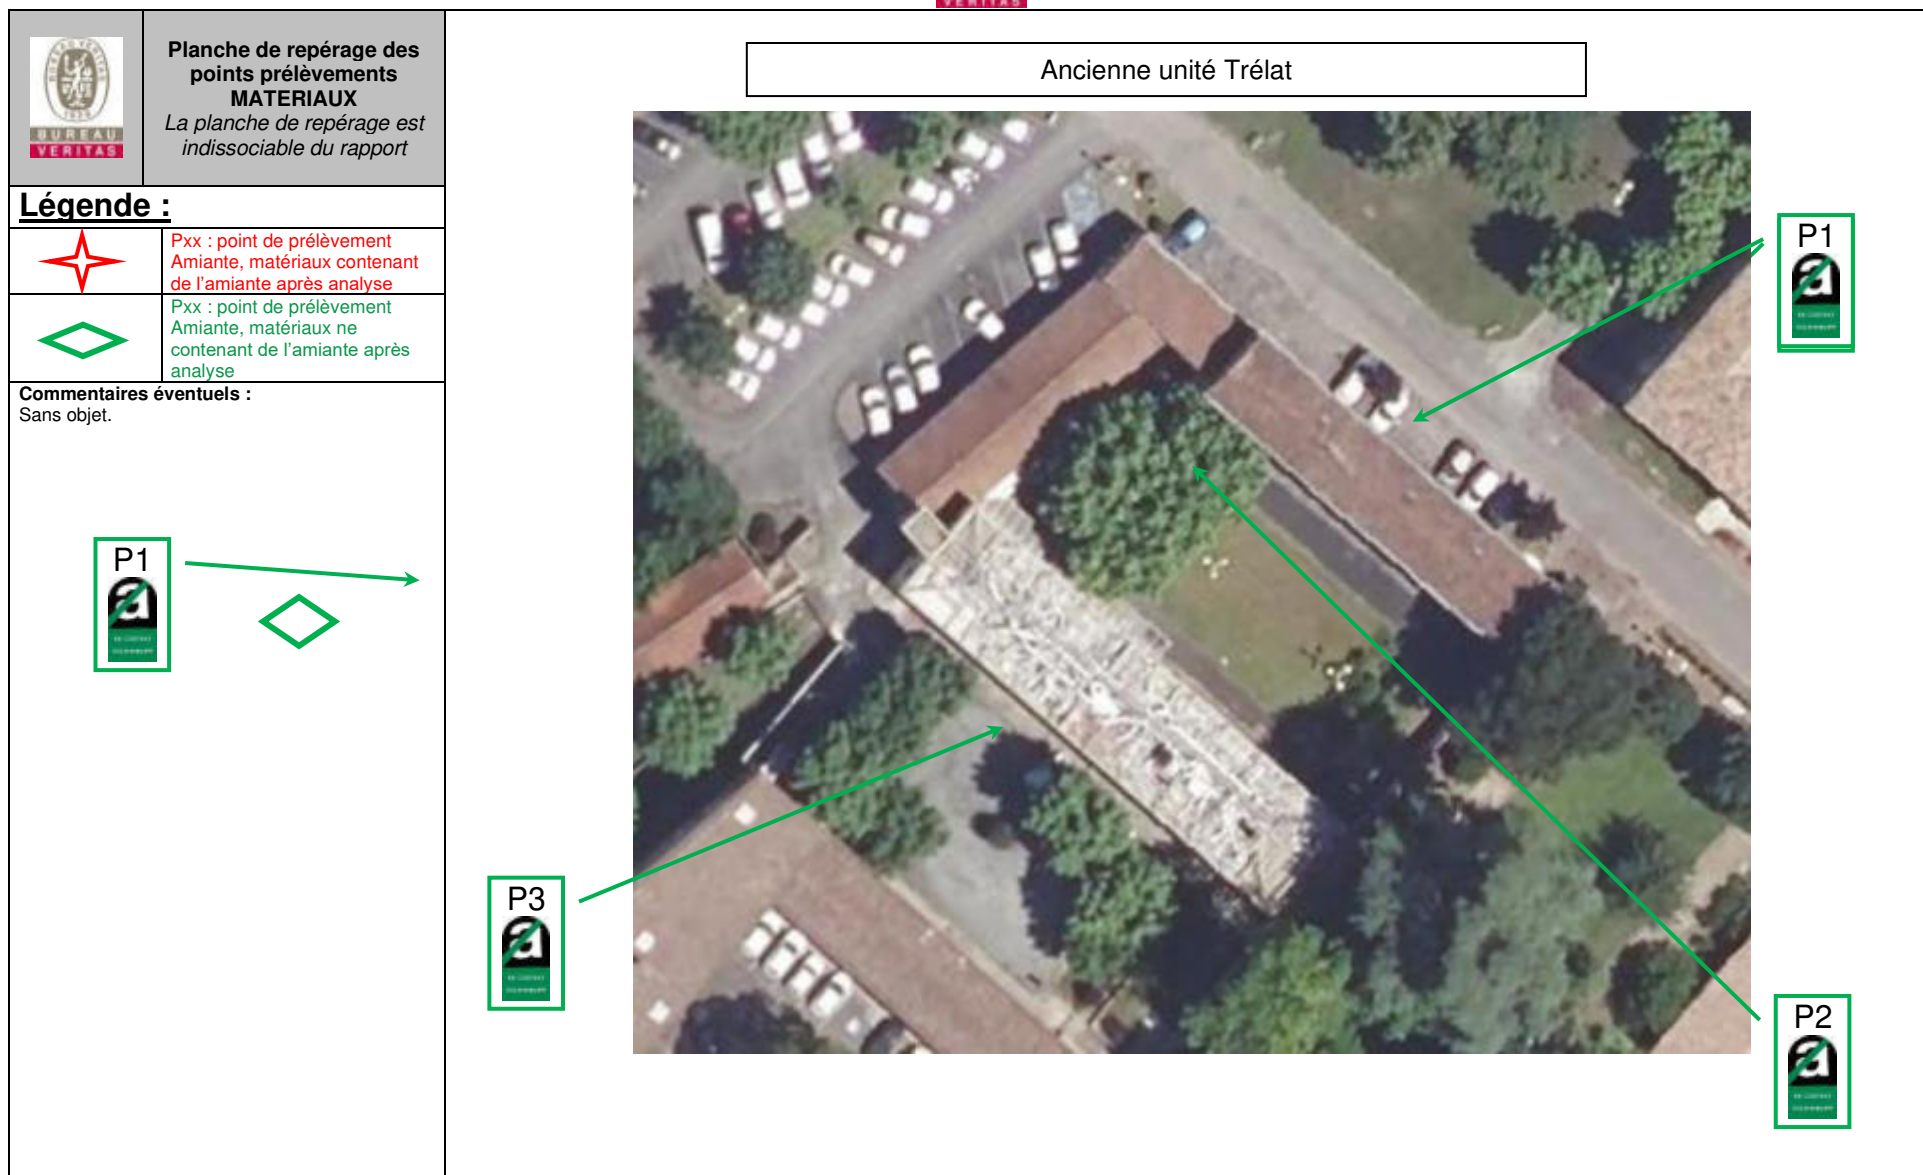 VERITAS
BUREAU
VERITAS
Planche de repérage des
points prélèvements
MATERIAUX
La planche de repérage est
indissociable du rapport
Légende :
Pxx : point de prélèvement
Amiante, matériaux contenant
de l'amiante après analyse
Pxx : point de prélèvement
Amiante, matériaux ne
contenant de l'amiante après
analyse
Commentaires éventuels :
Sans objet.
P1
a
Ancienne unité Trélat
P1
a
P3
a
P2
a